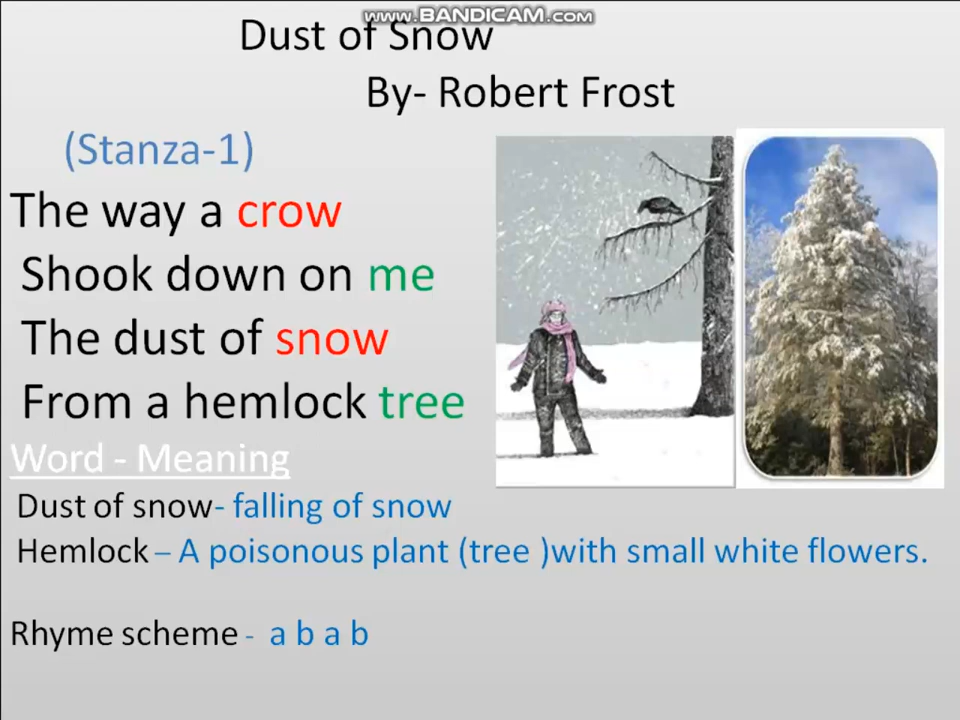 www.BANDICAM.com
Dust of Snow
By- Robert Frost
(Stanza-1)
The way a crow
Shook down on me
The dust of snow
From a hemlock tree
Word - Meaning
Dust of snow- falling of snow
Hemlock – A poisonous plant (tree )with small white flowers.
Rhyme scheme - a b a b